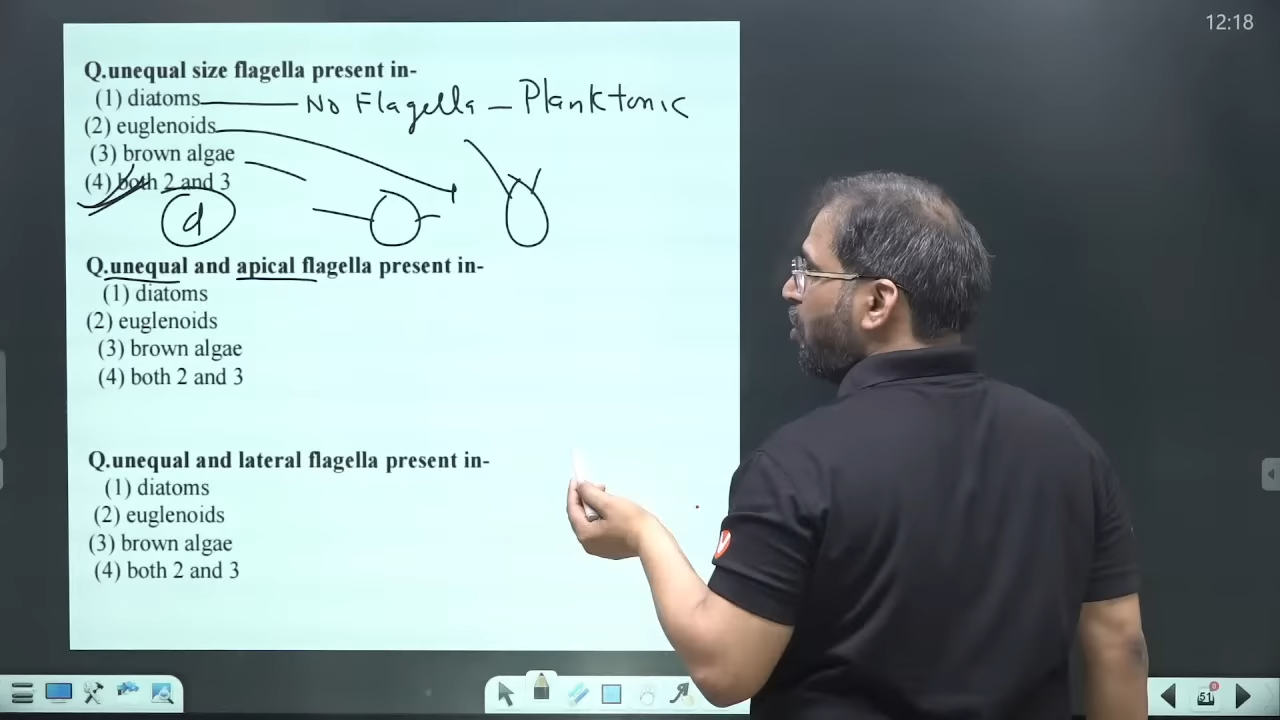 12:18
Q.unequal size flagella present in-
(1) diatoms No Flagella - Planktonic
(2) euglenoids
(3) brown algae
(4) both 2 and 3
d
Q.unequal and apical flagella present in-
(1) diatoms
(2) euglenoids
(3) brown algae
(4) both 2 and 3
Q.unequal and lateral flagella present in-
(1) diatoms
(2) euglenoids
(3) brown algae
(4) both 2 and 3
51